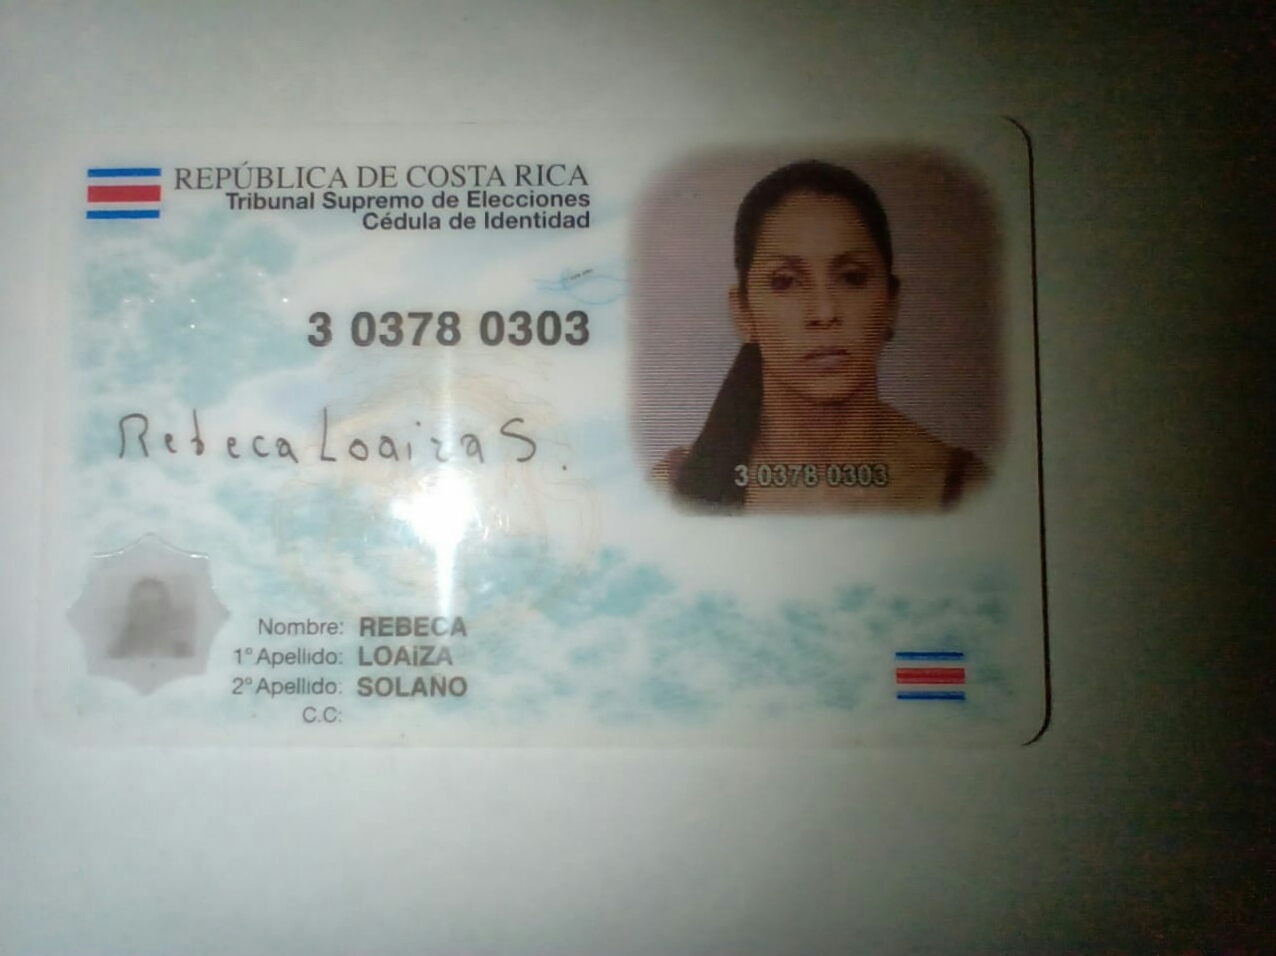 REPÚBLICA DE COSTA RICA
Tribunal Supremo de Elecciones
Cédula de Identidad
3 0378 0303
Rebeca Loaiza S.
3 0378 0303
Nombre: REBECA
1° Apellido: LOAIZA
2° Apellido: SOLANO
C.C: